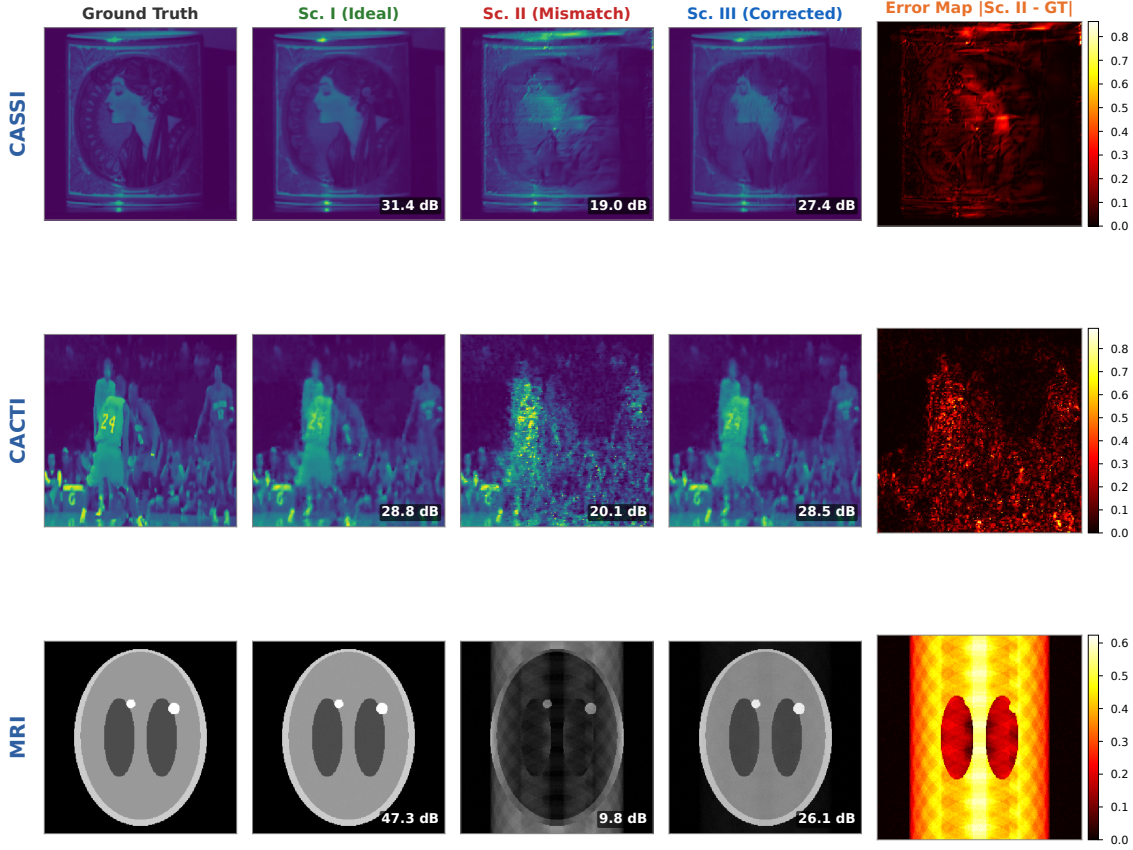 Ground Truth
Sc. I (Ideal)
Sc. II (Mismatch)
Sc. III (Corrected)
Error Map |Sc. II - GT|
CASSI
31.4 dB
19.0 dB
27.4 dB
0.8
0.7
0.6
0.5
0.4
0.3
0.2
0.1
0.0
CACTI
24
24
28.8 dB
20.1 dB
24
28.5 dB
0.8
0.7
0.6
0.5
0.4
0.3
0.2
0.1
0.0
MRI
47.3 dB
9.8 dB
26.1 dB
0.6
0.5
0.4
0.3
0.2
0.1
0.0